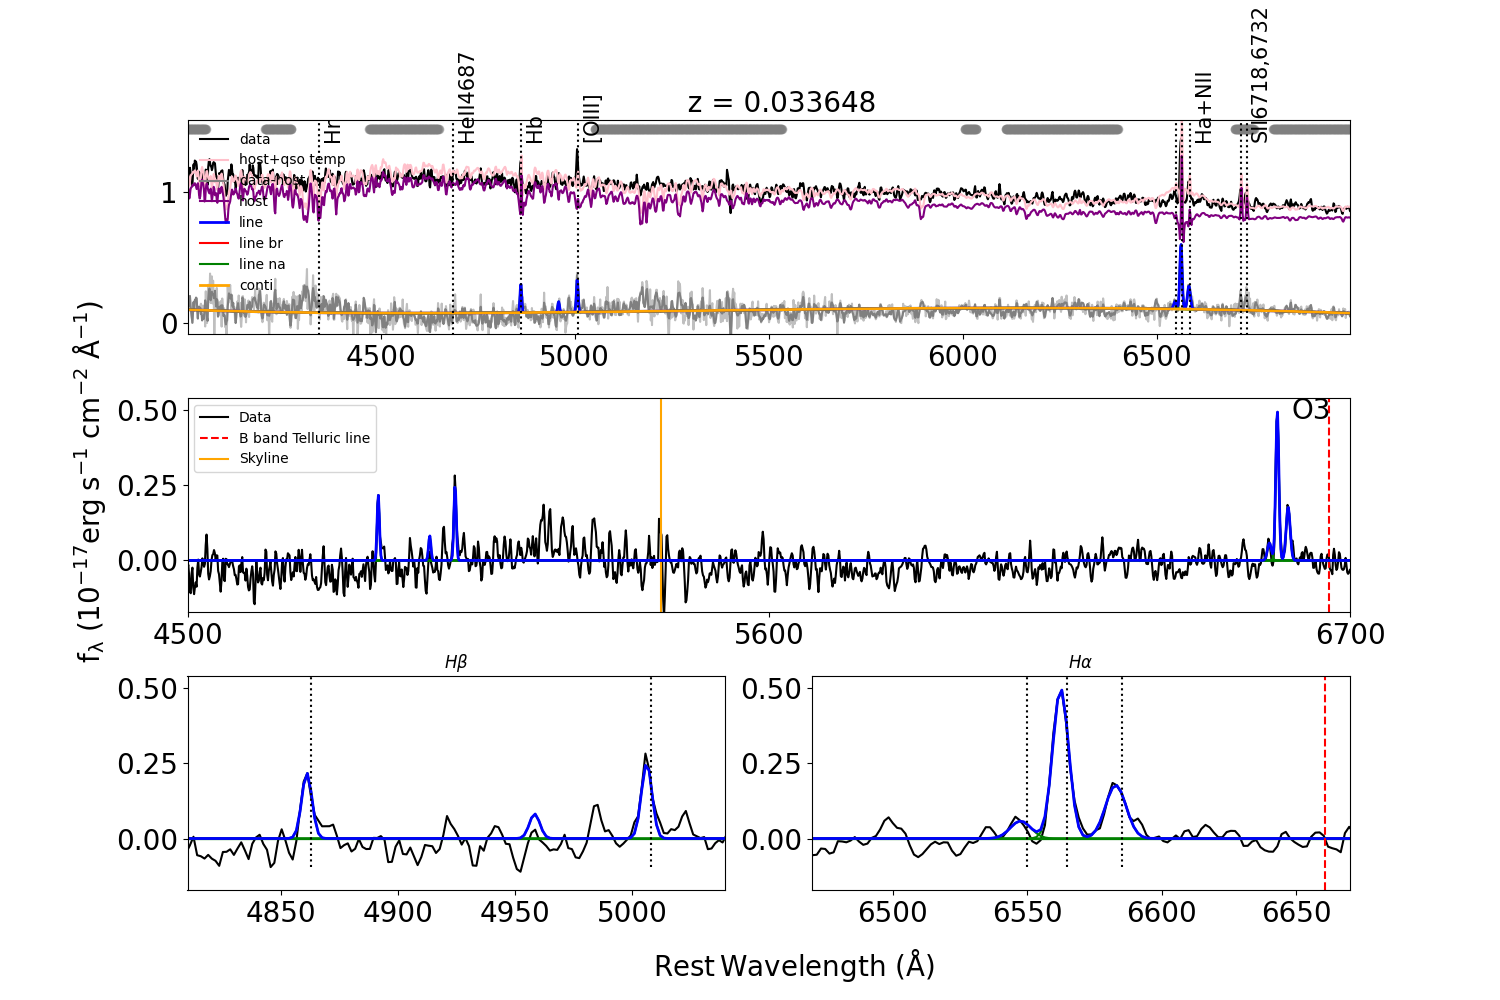 z = 0.033648
Hr
HeII4687
Hb
[OIII]
Ha+NII
SII6718,6732
data
host+qso temp
data-host
host
line
line br
line na
conti
1
0
4500 5000 5500 6000 6500
f_λ (10^−17 erg s^−1 cm^−2 Å^−1)
O3
Data
B band Telluric line
Skyline
0.50
0.25
0.00
4500 5600 6700
Hβ
0.50
0.25
0.00
4850 4900 4950 5000
Hα
0.50
0.25
0.00
6500 6550 6600 6650
Rest Wavelength (Å)